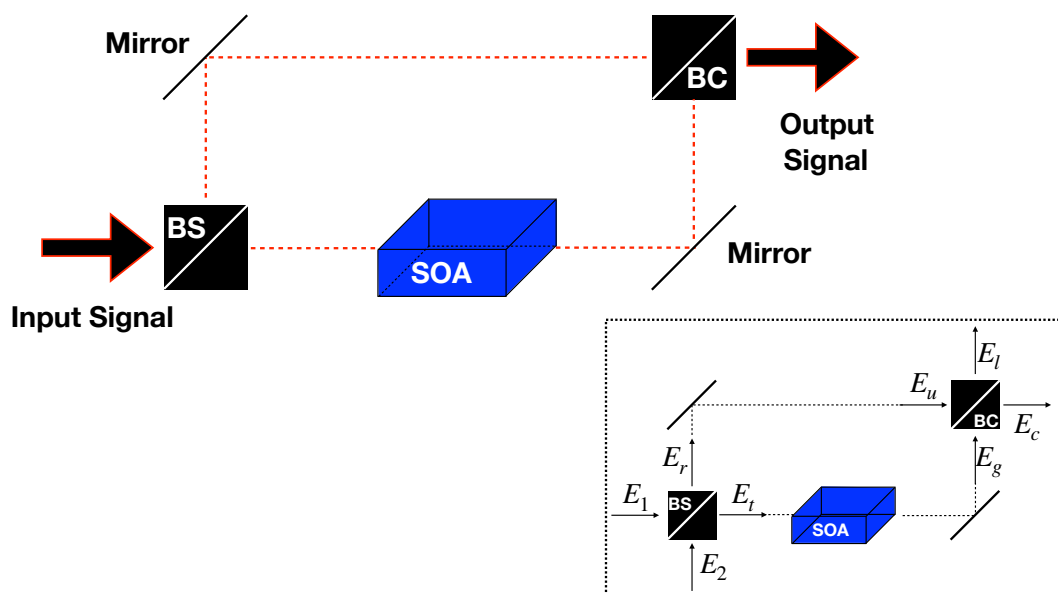 Mirror
BC
Output
Signal
BS
SOA
Mirror
Input Signal
E_l
E_u
BC
E_c
E_r
E_g
E_1
BS
E_t
SOA
E_2